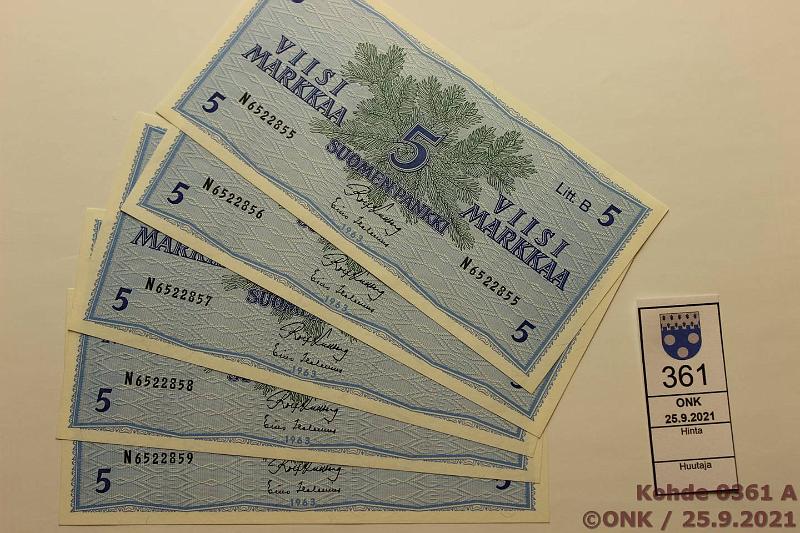 VIISI
MARKKAA
5
N6522855
5
SUOMEN PANKKI
1963
Litt. B
5
VIISI
MARKKAA
N6522855
5
5
N6522856
1963
MARKKAA
5
N6522857
1963
5
N6522858
1963
5
N6522859
1963
5
361
ONK
25.9.2021
Hinta
Huutaja
Kohde 0361 A
©ONK / 25.9.2021